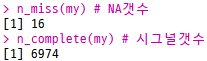 > n_miss(my) # NA갯수
[1] 16
> n_complete(my) # 시그널갯수
[1] 6974